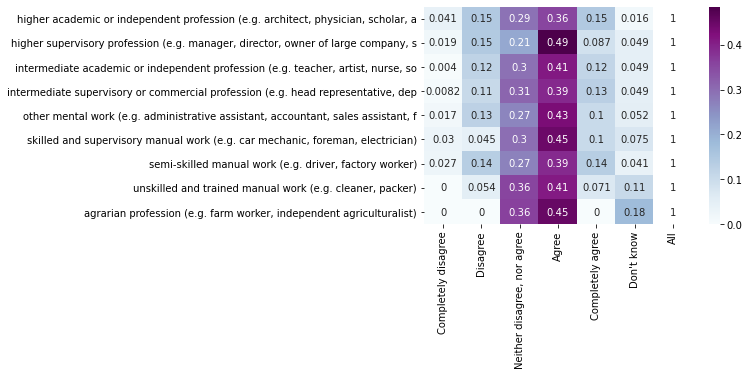 higher academic or independent profession (e.g. architect, physician, scholar, a 0.041 0.15 0.29 0.36 0.15 0.016 1
higher supervisory profession (e.g. manager, director, owner of large company, s 0.019 0.15 0.21 0.49 0.087 0.049 1
intermediate academic or independent profession (e.g. teacher, artist, nurse, so 0.004 0.12 0.3 0.41 0.12 0.049 1
intermediate supervisory or commercial profession (e.g. head representative, dep 0.0082 0.11 0.31 0.39 0.13 0.049 1
other mental work (e.g. administrative assistant, accountant, sales assistant, f 0.017 0.13 0.27 0.43 0.1 0.052 1
skilled and supervisory manual work (e.g. car mechanic, foreman, electrician) 0.03 0.045 0.3 0.45 0.1 0.075 1
semi-skilled manual work (e.g. driver, factory worker) 0.027 0.14 0.27 0.39 0.14 0.041 1
unskilled and trained manual work (e.g. cleaner, packer) 0 0.054 0.36 0.41 0.071 0.11 1
agrarian profession (e.g. farm worker, independent agriculturalist) 0 0 0.36 0.45 0 0.18 1
Completely disagree
Disagree
Neither disagree, nor agree
Agree
Completely agree
Don't know
All
0.4
0.3
0.2
0.1
0.0